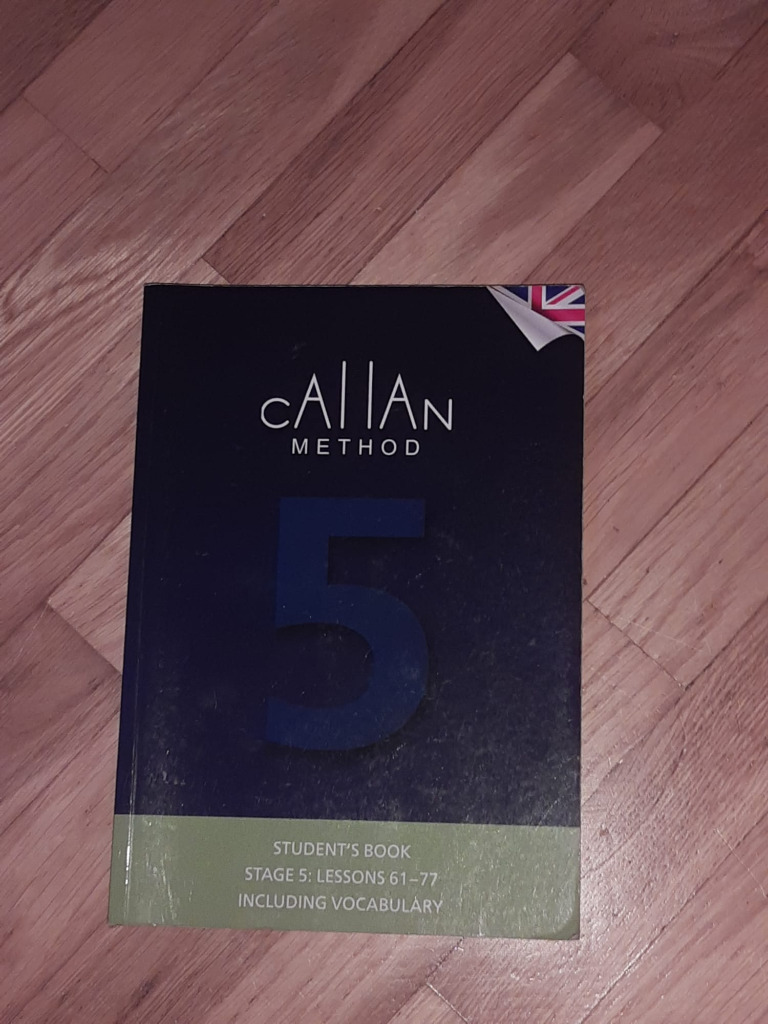 CALLAN
METHOD
5
STUDENT'S BOOK
STAGE 5: LESSONS 61–77
INCLUDING VOCABULARY